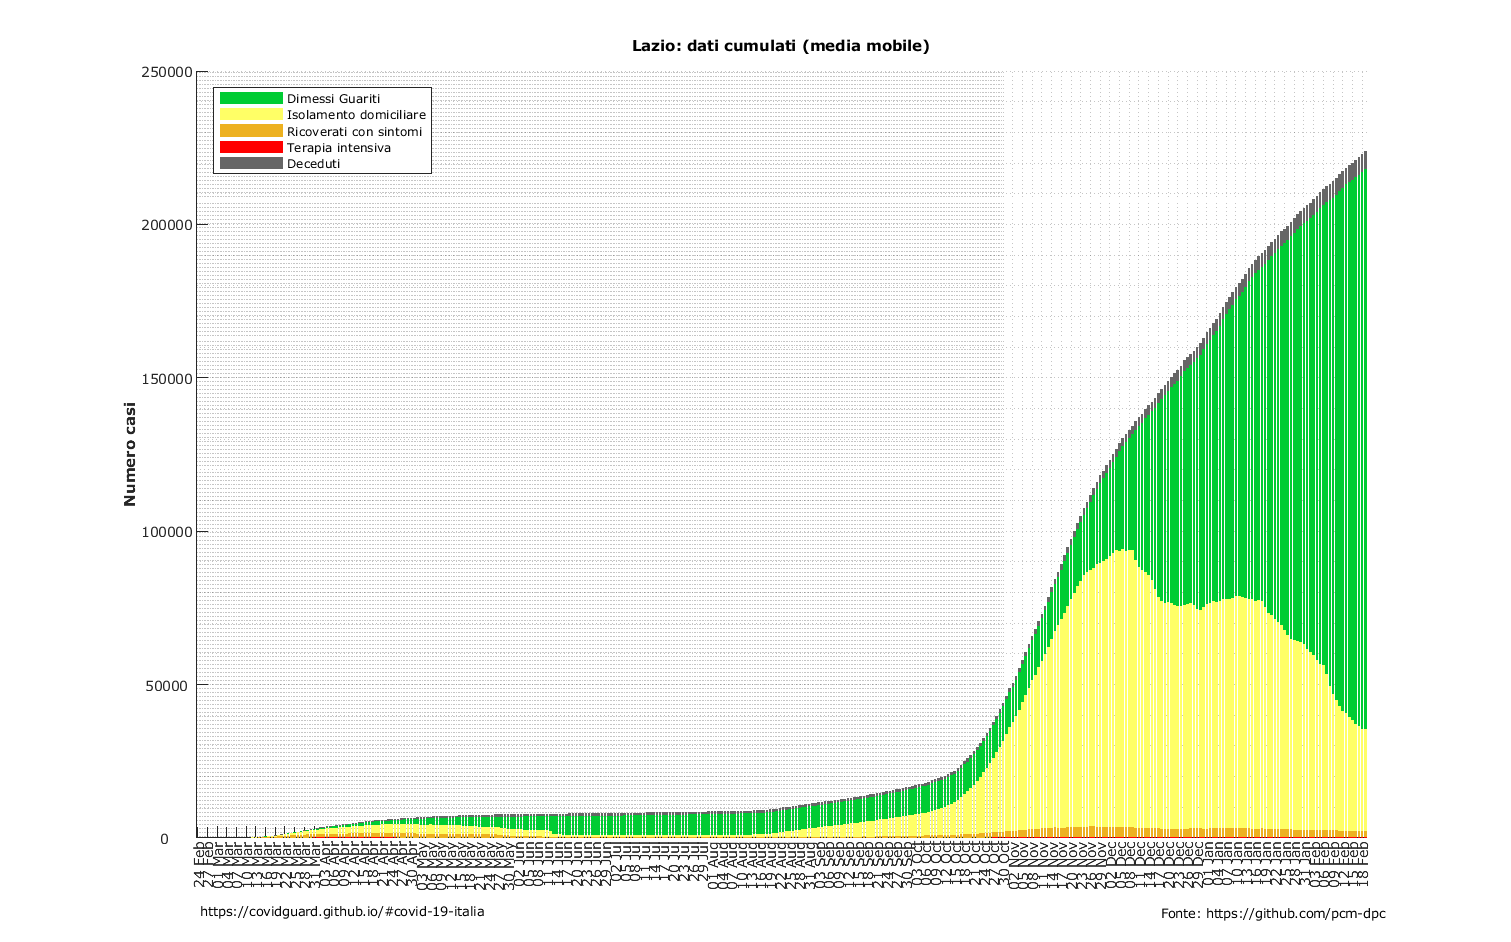 Lazio: dati cumulati (media mobile)
Dimessi Guariti
Isolamento domiciliare
Ricoverati con sintomi
Terapia intensiva
Deceduti
Numero casi
250000
200000
150000
100000
50000
0
24 Feb
27 Feb
01 Mar
04 Mar
07 Mar
10 Mar
13 Mar
16 Mar
19 Mar
22 Mar
25 Mar
28 Mar
31 Mar
03 Apr
06 Apr
09 Apr
12 Apr
15 Apr
18 Apr
21 Apr
24 Apr
27 Apr
30 Apr
03 May
06 May
09 May
12 May
15 May
18 May
21 May
24 May
27 May
30 May
02 Jun
05 Jun
08 Jun
11 Jun
14 Jun
17 Jun
20 Jun
23 Jun
26 Jun
29 Jun
02 Jul
05 Jul
08 Jul
11 Jul
14 Jul
17 Jul
20 Jul
23 Jul
26 Jul
29 Jul
01 Aug
04 Aug
07 Aug
10 Aug
13 Aug
16 Aug
19 Aug
22 Aug
25 Aug
28 Aug
31 Aug
03 Sep
06 Sep
09 Sep
12 Sep
15 Sep
18 Sep
21 Sep
24 Sep
27 Sep
30 Sep
03 Oct
06 Oct
09 Oct
12 Oct
15 Oct
18 Oct
21 Oct
24 Oct
27 Oct
30 Oct
02 Nov
05 Nov
08 Nov
11 Nov
14 Nov
17 Nov
20 Nov
23 Nov
26 Nov
29 Nov
02 Dec
05 Dec
08 Dec
11 Dec
14 Dec
17 Dec
20 Dec
23 Dec
26 Dec
29 Dec
01 Jan
04 Jan
07 Jan
10 Jan
13 Jan
16 Jan
19 Jan
22 Jan
25 Jan
28 Jan
31 Jan
03 Feb
06 Feb
09 Feb
12 Feb
15 Feb
18 Feb
https://covidguard.github.io/#covid-19-italia
Fonte: https://github.com/pcm-dpc